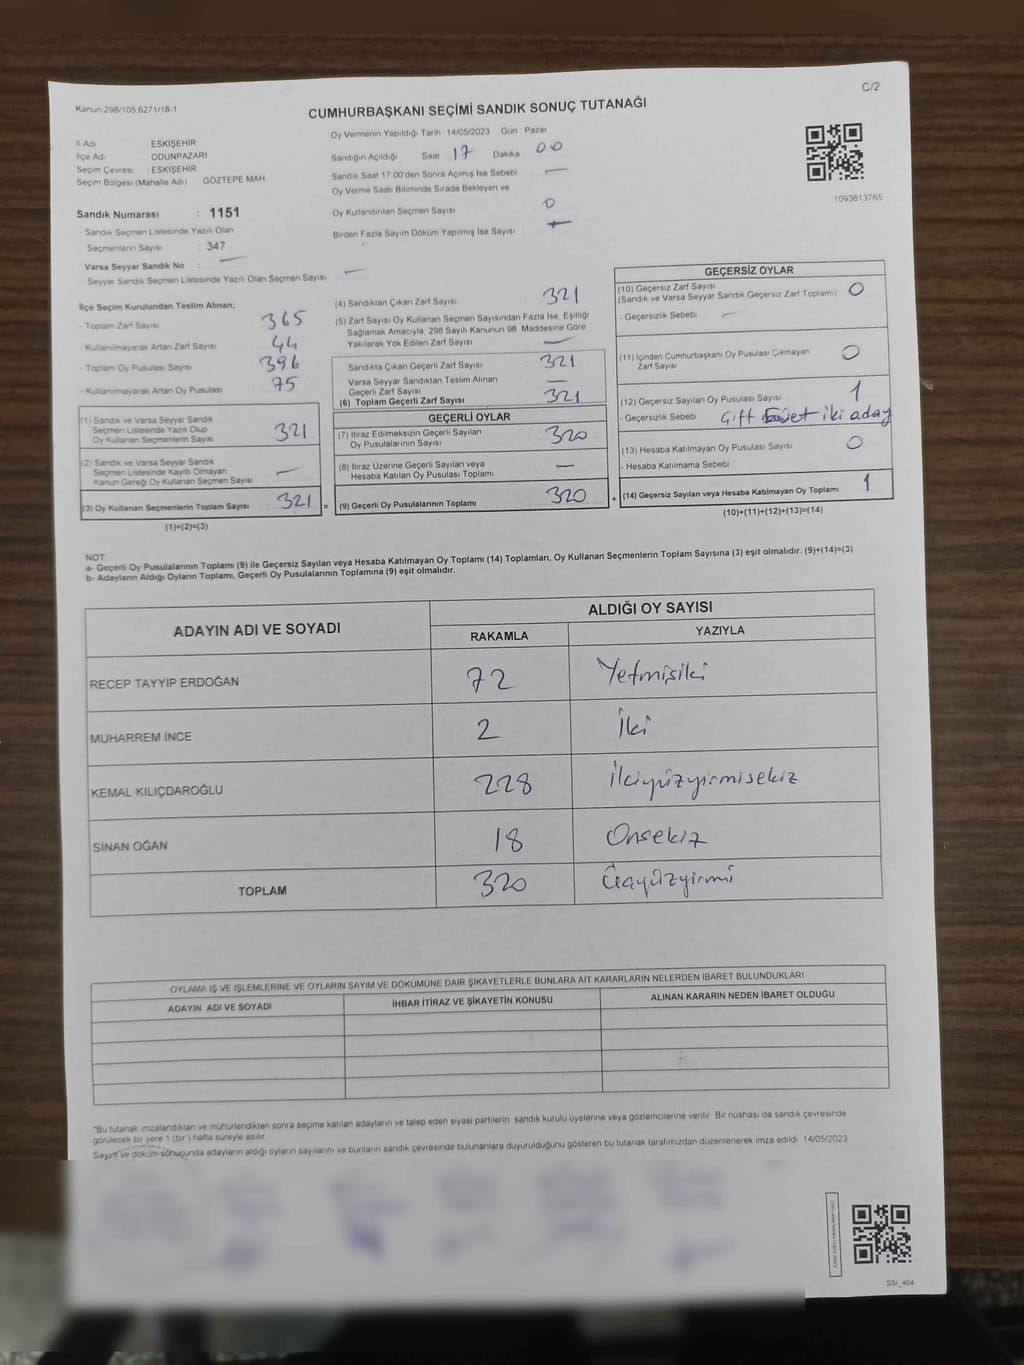 Kanun 298/105,6271/18-1
C/2
CUMHURBAŞKANI SEÇİMİ SANDIK SONUÇ TUTANAĞI
İl Adı ESKİŞEHİR
İlçe Adı ODUNPAZARI
Seçim Çevresi : ESKİŞEHİR
Seçim Bölgesi (Mahalle Adı) GÖZTEPE MAH
Sandık Numarası : 1151
- Sandık Seçmen Listesinde Yazılı Olan
Seçmenlerin Sayısı : 347
Varsa Seyyar Sandık No : —
- Seyyar Sandık Seçmen Listesinde Yazılı Olan Seçmen Sayısı —
Oy Vermenin Yapıldığı Tarih 14/05/2023 Gün Pazar
Sandığın Açıldığı Saat 17 Dakika 00
Sandık Saat 17 00'den Sonra Açımış İse Sebebi —
Oy Verme Saati Bitiminde Sırada Bekleyen ve
Oy Kullandırılan Seçmen Sayısı 0
Birden Fazla Sayım Döküm Yapılmış İse Sayısı
1093813765
İlçe Seçim Kurulundan Teslim Alınan;
- Toplam Zarf Sayısı 365
- Kullanılmayarak Artan Zarf Sayısı 44
- Toplam Oy Pusulası Sayısı 396
- Kullanılmayarak Artan Oy Pusulası 75
(1) Sandık ve Varsa Seyyar Sandık
Seçmen Listesinde Yazılı Olup
Oy Kullanan Seçmenlerin Sayısı 321
(2) Sandık ve Varsa Seyyar Sandık
Seçmen Listesinde Kayıtlı Olmayan
Kanun Gereği Oy Kullanan Seçmen Sayısı —
(3) Oy Kullanan Seçmenlerin Toplam Sayısı 321 =
(1)+(2)=(3)
(4) Sandıktan Çıkan Zarf Sayısı 321
(5) Zarf Sayısı Oy Kullanan Seçmen Sayısından Fazla İse, Eşitliği
Sağlamak Amacıyla, 298 Sayılı Kanunun 98. Maddesine Göre
Yakılarak Yok Edilen Zarf Sayısı —
Sandıkta Çıkan Geçerli Zarf Sayısı 321
Varsa Seyyar Sandıktan Teslim Alınan
Geçerli Zarf Sayısı —
(6) Toplam Geçerli Zarf Sayısı 321
GEÇERLİ OYLAR
(7) İtiraz Edilmeksizin Geçerli Sayılan
Oy Pusulalarının Sayısı 320
(8) İtiraz Üzerine Geçerli Sayılan veya
Hesaba Katılan Oy Pusulası Toplamı —
(9) Geçerli Oy Pusulalarının Toplamı 320 +
GEÇERSİZ OYLAR
(10) Geçersiz Zarf Sayısı 0
(Sandık ve Varsa Seyyar Sandık Geçersiz Zarf Toplamı)
- Geçersizlik Sebebi —
(11) İçinden Cumhurbaşkanı Oy Pusulası Çıkmayan
Zarf Sayısı 0
(12) Geçersiz Sayılan Oy Pusulası Sayısı 1
- Geçersizlik Sebebi Çift iki aday
(13) Hesaba Katılmayan Oy Pusulası Sayısı 0
- Hesaba Katılmama Sebebi
(14) Geçersiz Sayılan veya Hesaba Katılmayan Oy Toplamı 1
(10)+(11)+(12)+(13)=(14)
NOT:
a- Geçerli Oy Pusulalarının Toplamı (9) ile Geçersiz Sayılan veya Hesaba Katılmayan Oy Toplamı (14) Toplamları, Oy Kullanan Seçmenlerin Toplam Sayısına (3) eşit olmalıdır. (9)+(14)=(3)
b- Adayların Aldığı Oyların Toplamı, Geçerli Oy Pusulalarının Toplamına (9) eşit olmalıdır.
ADAYIN ADI VE SOYADI
ALDIĞI OY SAYISI
RAKAMLA YAZIYLA
RECEP TAYYİP ERDOĞAN 72 Yetmişiki
MUHARREM İNCE 2 İki
KEMAL KILIÇDAROĞLU 228 İkiyüzyirmisekiz
SİNAN OĞAN 18 Onsekiz
TOPLAM 320 Üçyüzyirmi
OYLAMA İŞ VE İŞLEMLERİNE VE OYLARIN SAYIM VE DÖKÜMÜNE DAİR ŞİKAYETLERLE BUNLARA AİT KARARLARIN NELERDEN İBARET BULUNDUKLARI
ADAYIN ADI VE SOYADI İHBAR İTİRAZ VE ŞİKAYETİN KONUSU ALINAN KARARIN NEDEN İBARET OLDUĞU
*Bu tutanak imzalandıktan ve mühürlendikten sonra seçime katılan adayların ve talep eden siyasi partilerin sandık kurulu üyelerine veya gözlemcilerine verilir. Bir nüshası da sandık çevresinde
görülecek bir yere 1 (bir ) hafta süreyle asılır.
Sayım ve döküm sonucunda adayların aldığı oyların sayılarını ve bunların sandık çevresinde bulunanlara duyurulduğunu gösteren bu tutanak tarafımızdan düzenlenerek imza edildi 14/05/2023
SSI_404